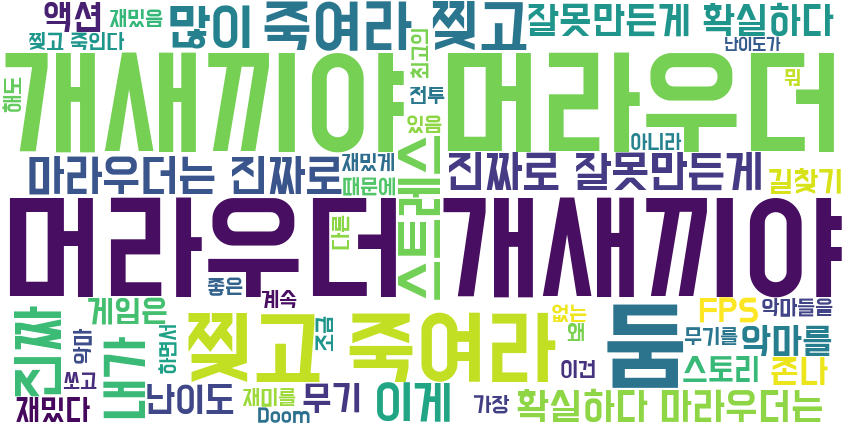 액션 재밌음 많이 죽여라 찢고 잘못만든게 확실하다
찢고 죽인다 최고의 난이도가
해도 개새끼야 머라우더 전투 뭐
있음 아니라
마라우더는 진짜로 재밌게 때문에 스트레스 진짜로 잘못만든게 길찾기
머라우더 개새끼야
다른
좋은 계속
진짜 게임은 내가 악마 하면서 찢고 죽여라 조금 없는 왜 둠 FPS 악마들을
무기를 악마를
쏘고 이건 스토리 존나
재밌다 난이도 재미를 무기 이게 가장 확실하다 마라우더는
Doom